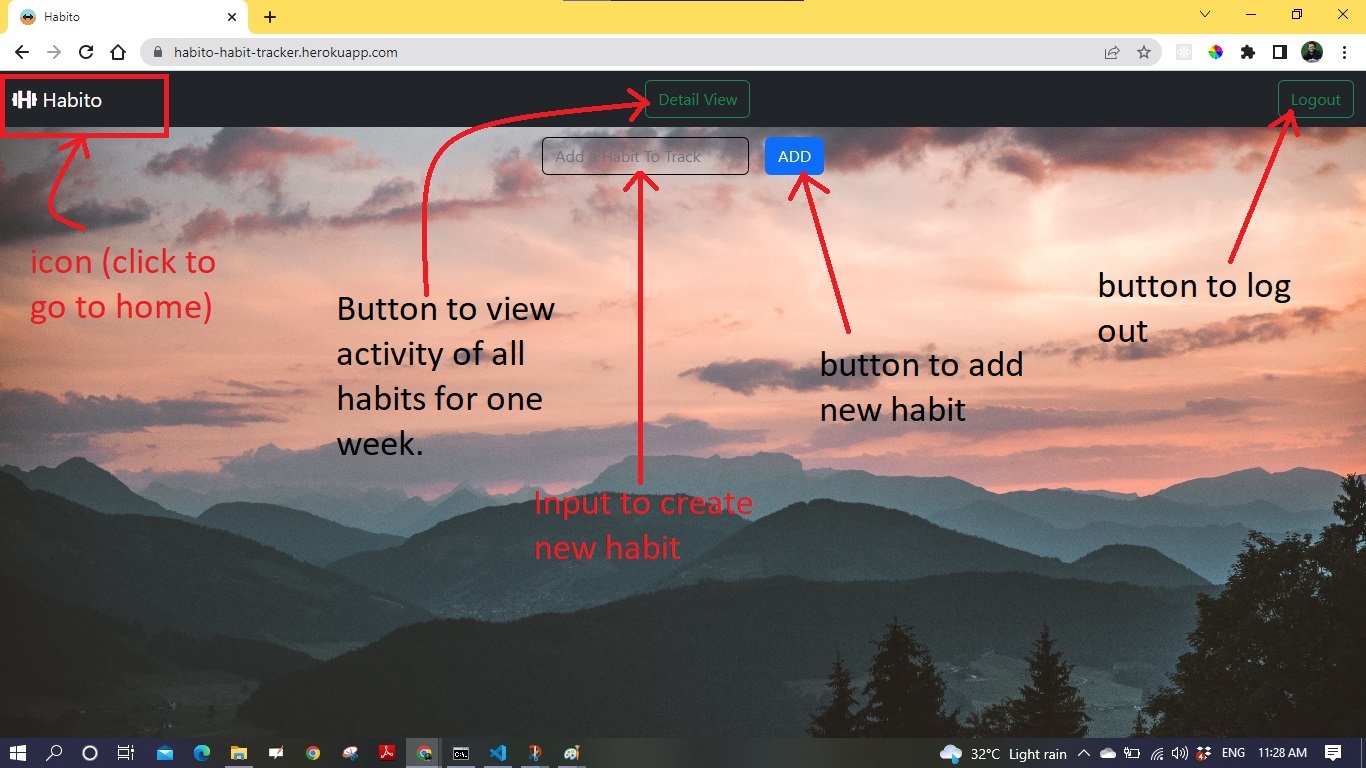 Habito
habito-habit-tracker.herokuapp.com
Habito
Detail View
Logout
Add a Habit To Track
ADD
icon (click to
go to home)
Button to view
activity of all
habits for one
week.
Input to create
new habit
button to add
new habit
button to log
out
32°C Light rain
ENG
11:28 AM